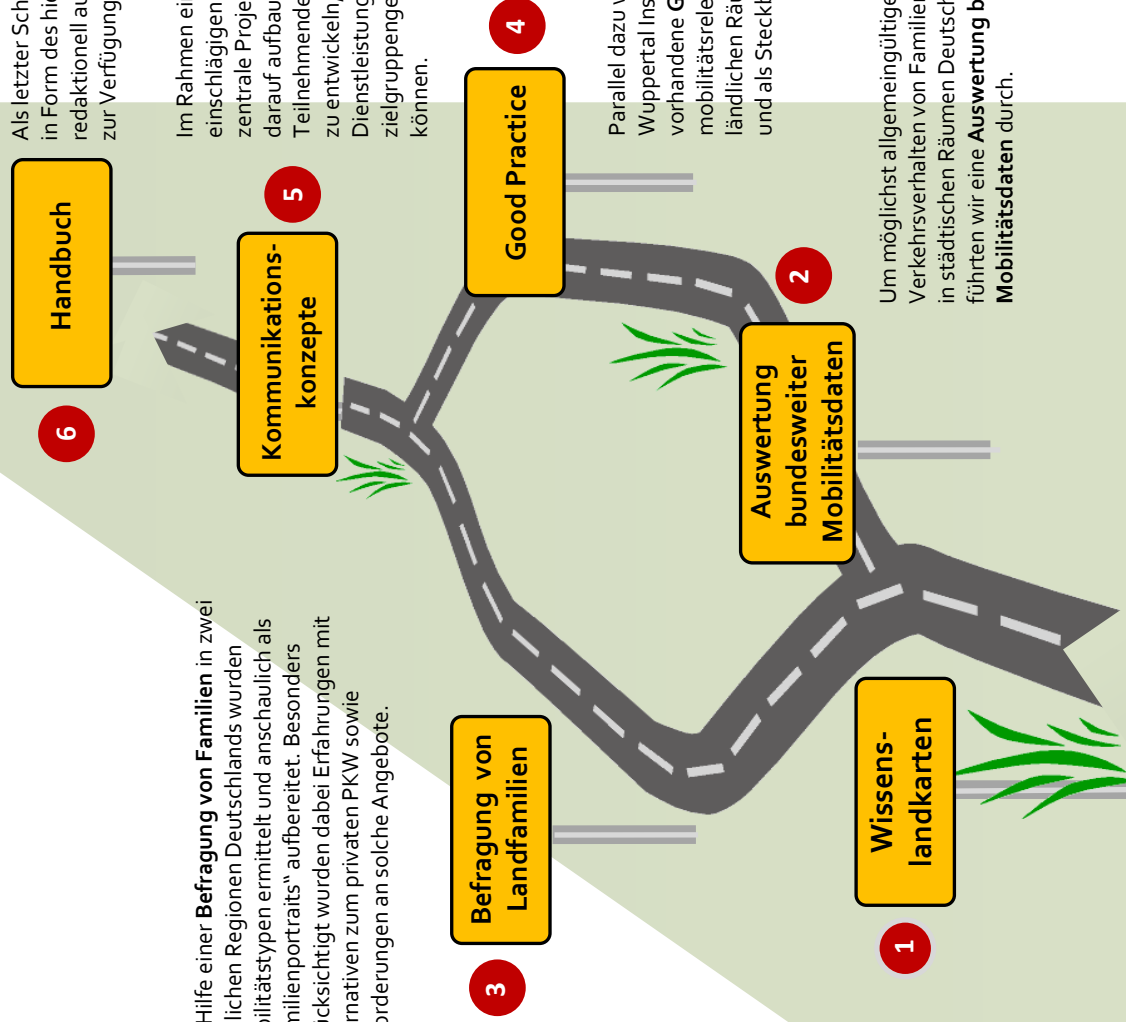 6
Handbuch
Als letzter Sch
in Form des hie
redaktionell au
zur Verfügung
Hilfe einer Befragung von Familien in zwei
lichen Regionen Deutschlands wurden
bilitätstypen ermittelt und anschaulich als
milienportraits“ aufbereitet. Besonders
ücksichtigt wurden dabei Erfahrungen mit
rnativen zum privaten PKW sowie
orderungen an solche Angebote.
Kommunikations-
konzepte
5
Im Rahmen ei
einschlägigen
zentrale Proje
darauf aufbau
Teilnehmende
zu entwickeln,
Dienstleistung
zielgruppenge
können.
3
Befragung von
Landfamilien
Good Practice
4
Parallel dazu v
Wuppertal Ins
vorhandene G
mobilitätsrele
ländlichen Räu
und als Steckb
Auswertung
bundesweiter
Mobilitätsdaten
2
Um möglichst allgemeingültige
Verkehrsverhalten von Familien
in städtischen Räumen Deutsch
führten wir eine Auswertung b
Mobilitätsdaten durch.
1
Wissens-
landkarten